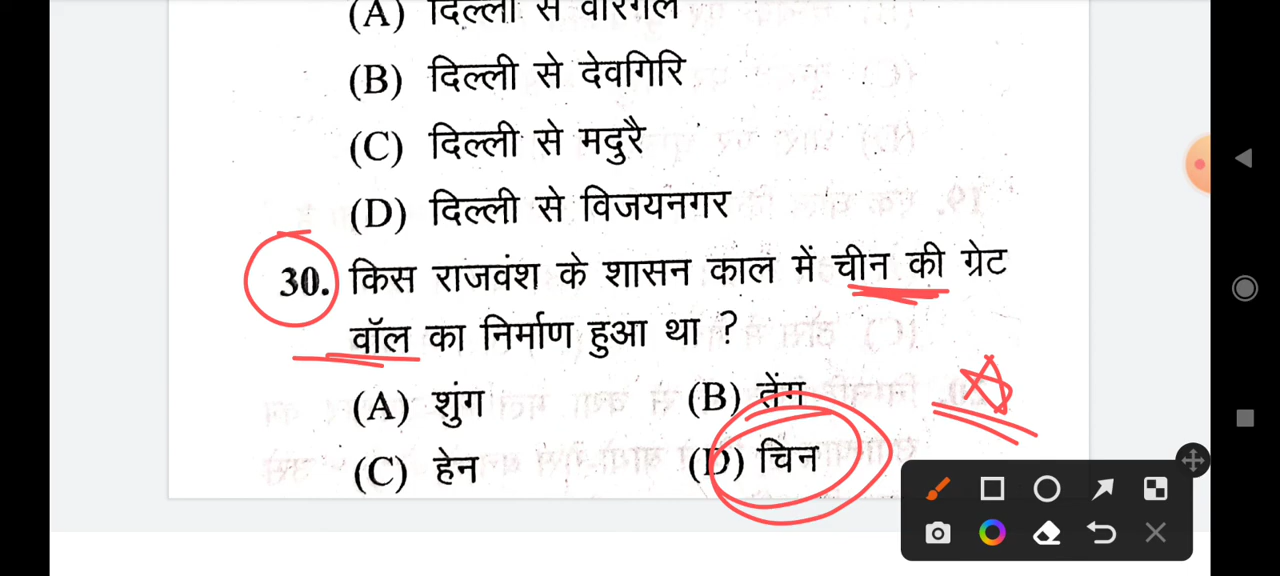 (A) दिल्ली से वारंगल
(B) दिल्ली से देवगिरि
(C) दिल्ली से मदुरै
(D) दिल्ली से विजयनगर
30. किस राजवंश के शासन काल में चीन की ग्रेट
वॉल का निर्माण हुआ था ?
(A) शुंग (B) तेंग
(C) हेन (D) चिन